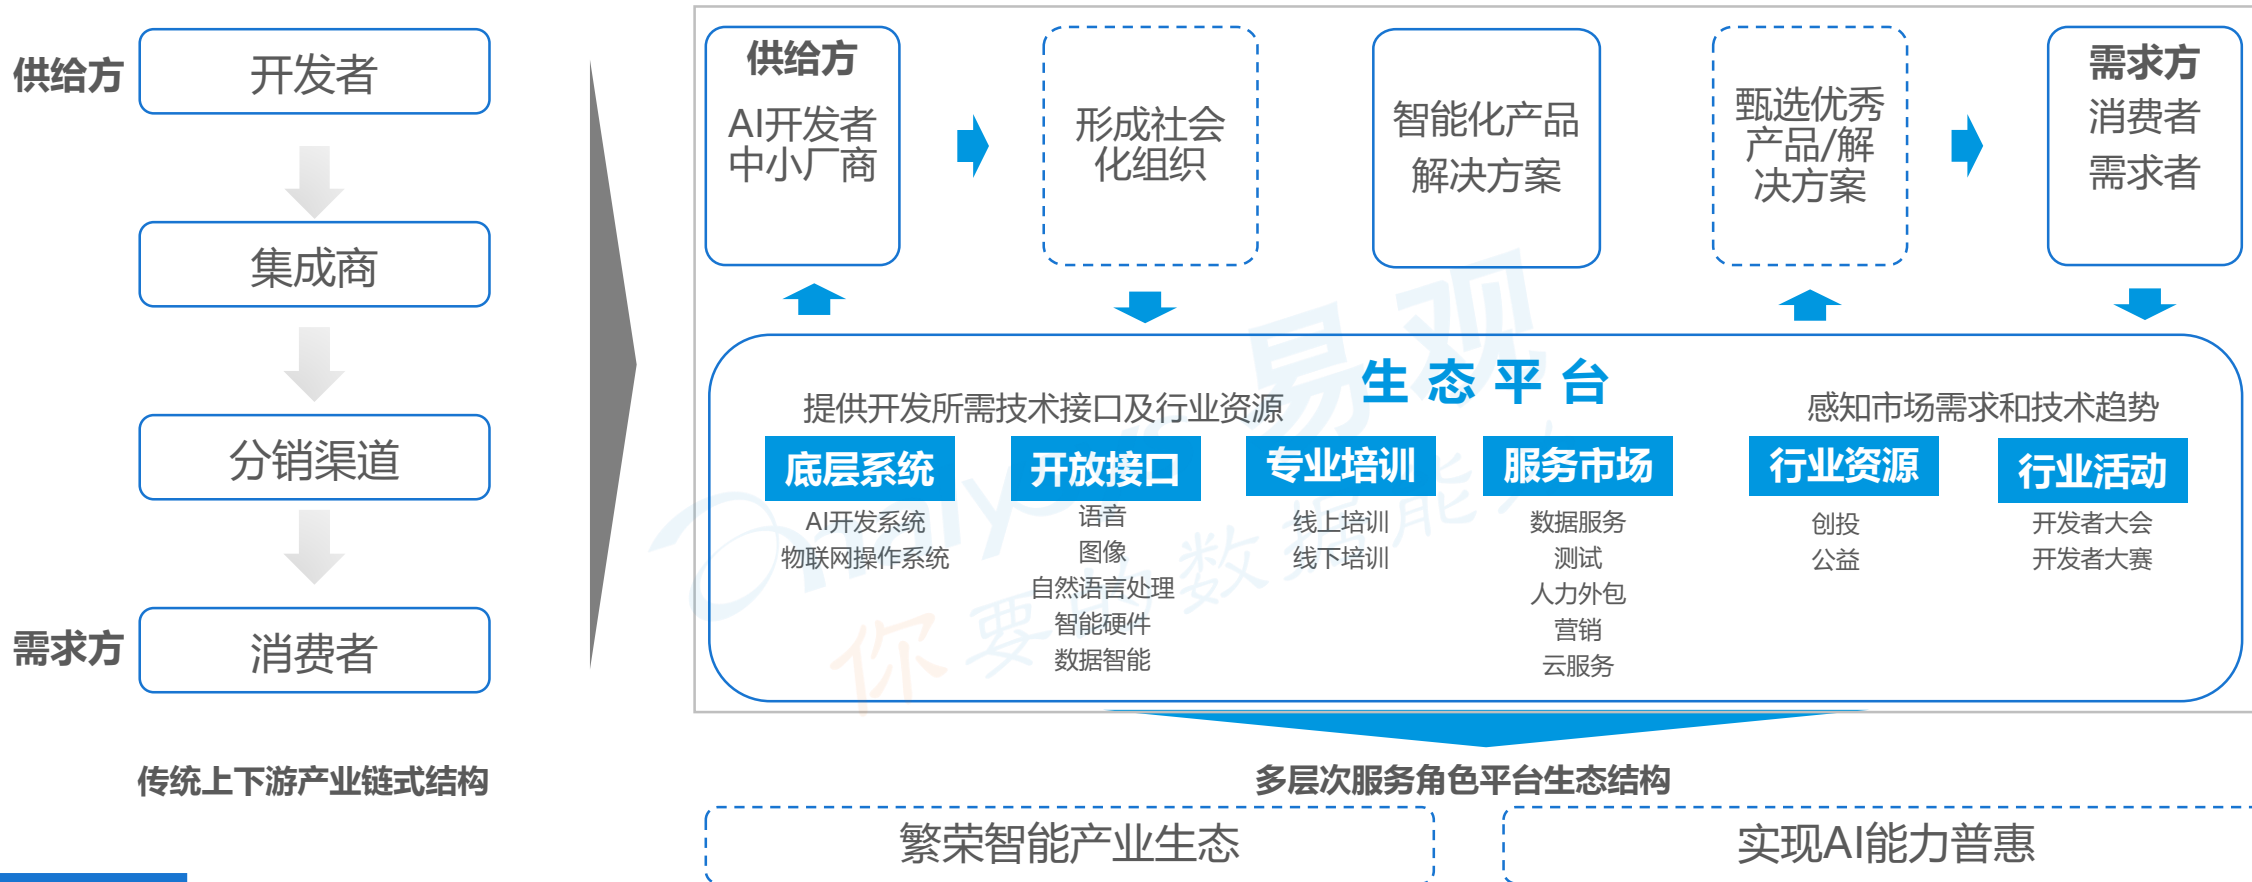 供给方
开发者
集成商
分销渠道
需求方
消费者
传统上下游产业链式结构
供给方
AI开发者
中小厂商
形成社会
化组织
智能化产品
解决方案
甄选优秀
产品/解
决方案
需求方
消费者
需求者
生态平台
提供开发所需技术接口及行业资源
感知市场需求和技术趋势
底层系统
AI开发系统
物联网操作系统
开放接口
语音
图像
自然语言处理
智能硬件
数据智能
专业培训
线上培训
线下培训
服务市场
数据服务
测试
人力外包
营销
云服务
行业资源
创投
公益
行业活动
开发者大会
开发者大赛
易观
你要的数据能力
多层次服务角色平台生态结构
繁荣智能产业生态
实现AI能力普惠